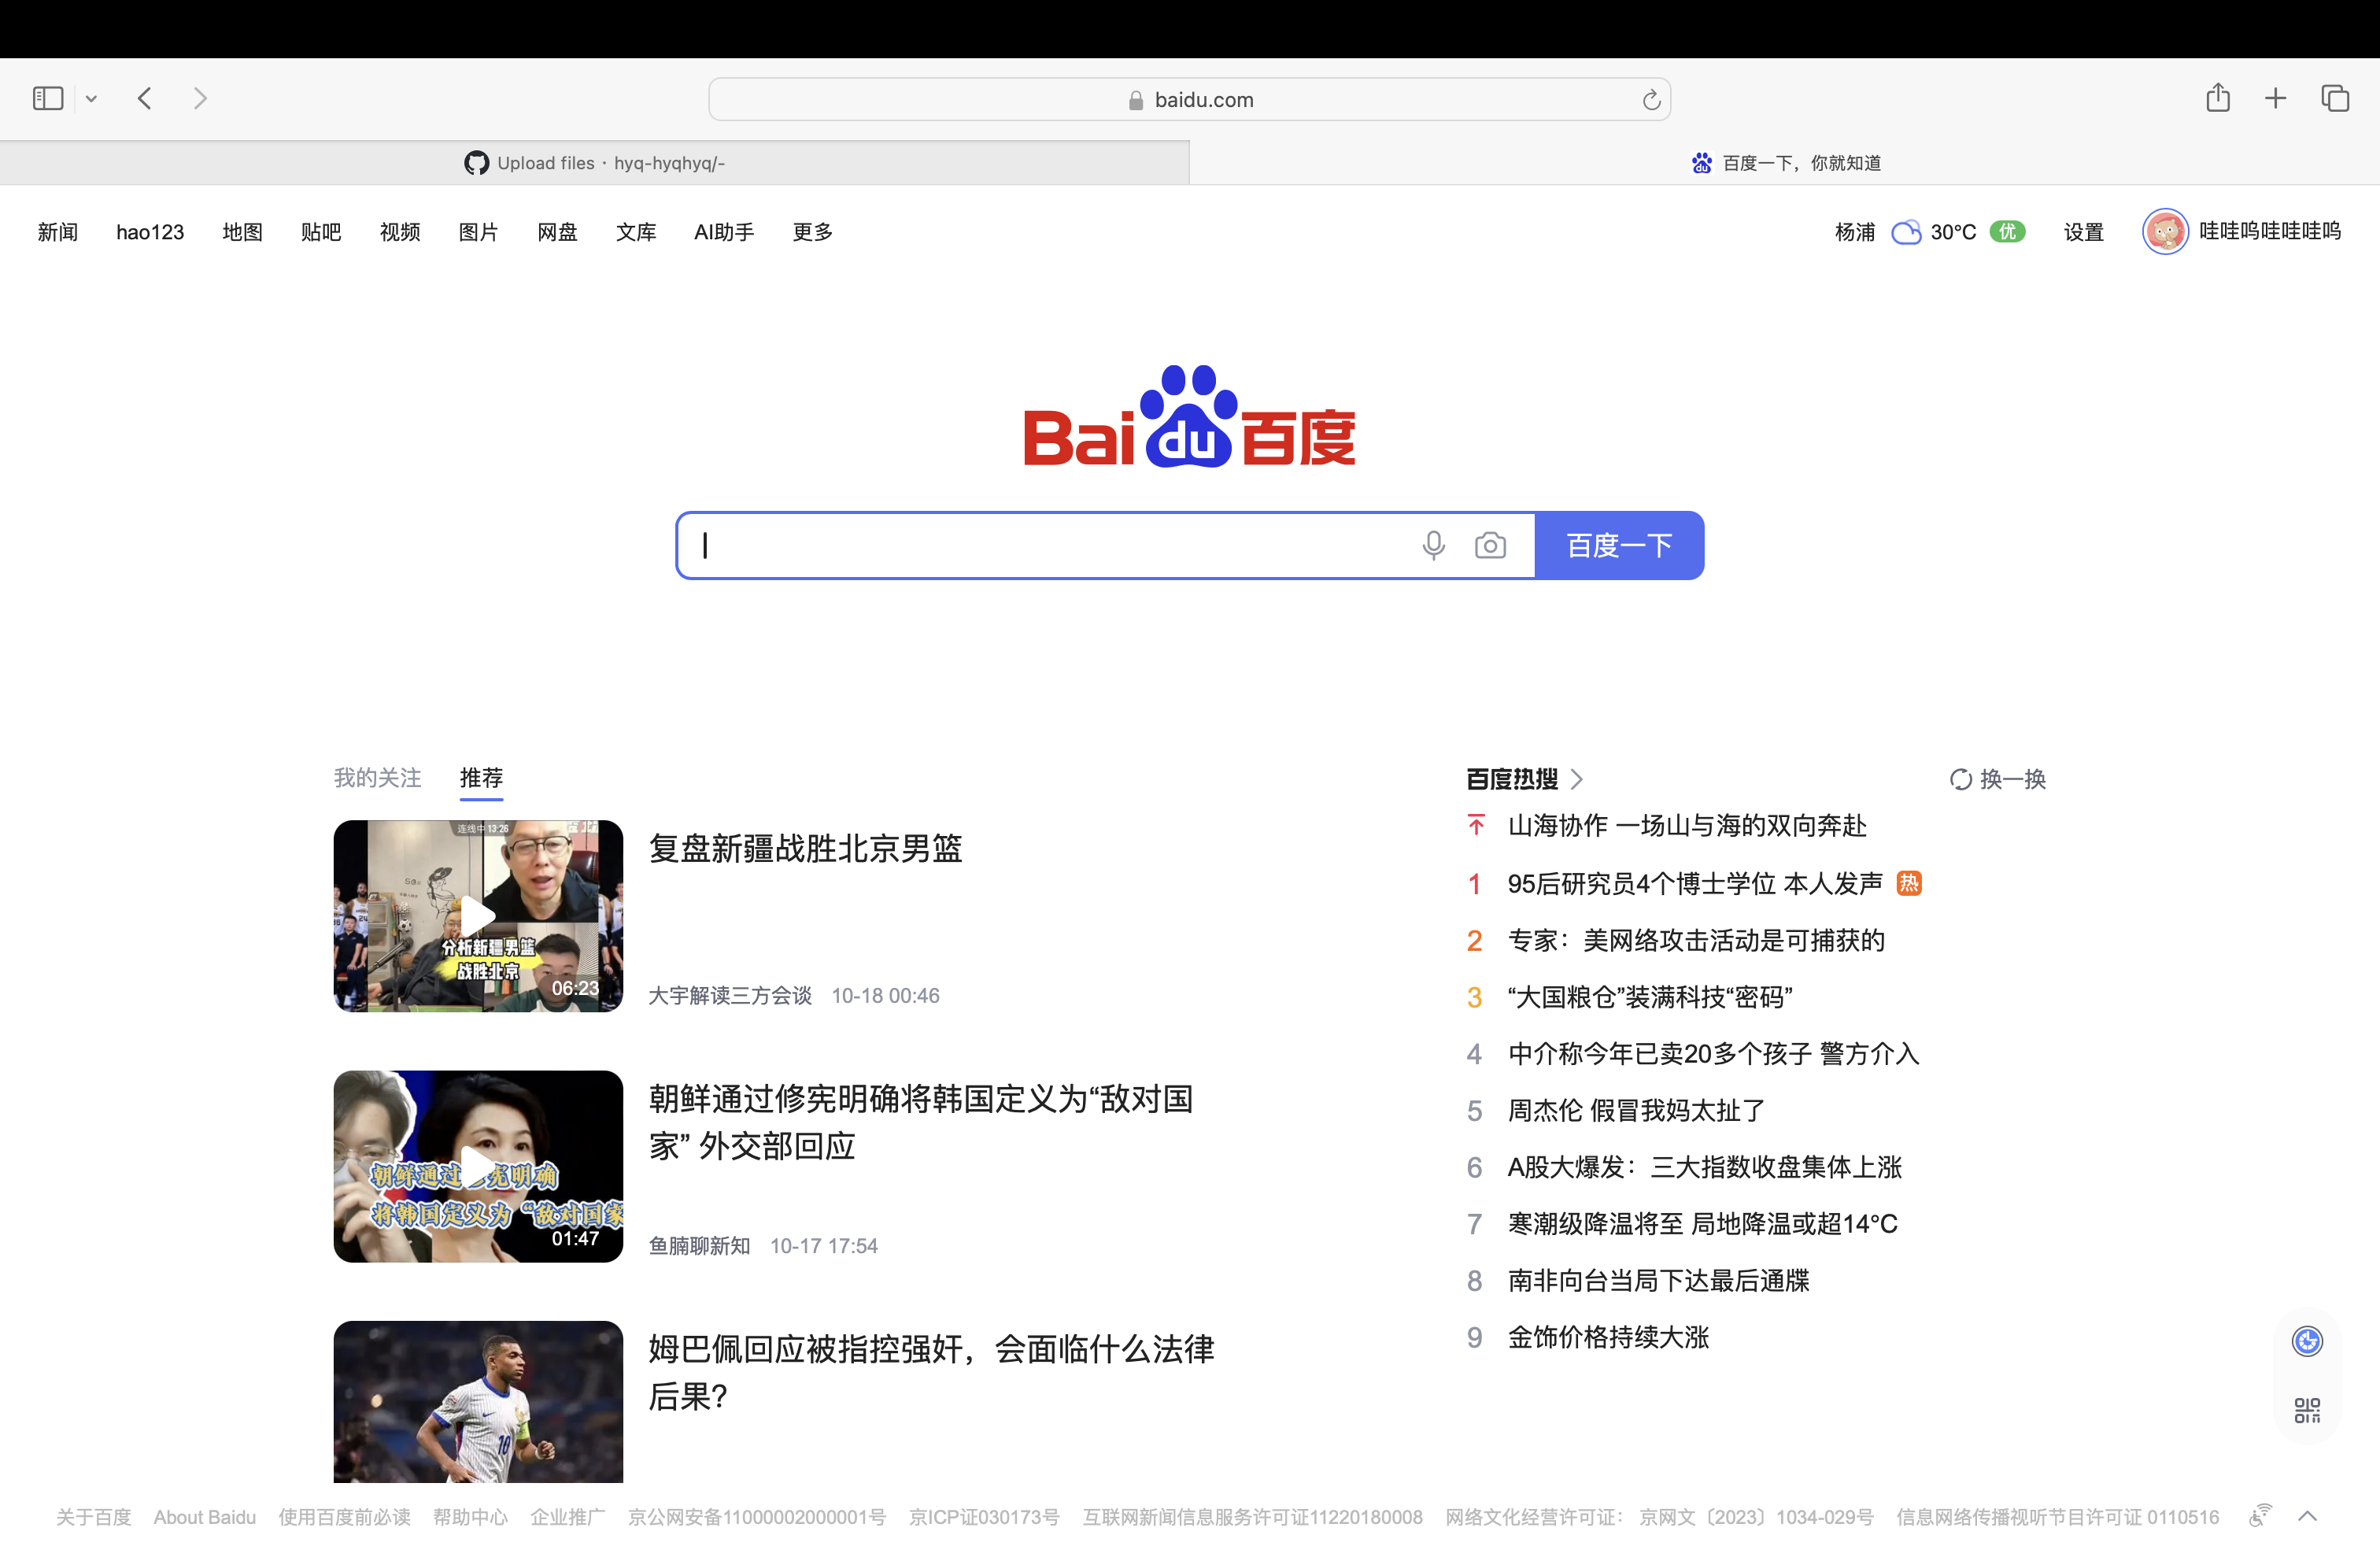 baidu.com
Upload files · hyq-hyqhyq/-
百度一下，你就知道
新闻 hao123 地图 贴吧 视频 图片 网盘 文库 AI助手 更多
杨浦 30°C 优 设置 哇哇呜哇哇哇呜
Bai du 百度
百度一下
我的关注 推荐
连线中 13:26
分析新疆男篮
战胜北京
06:23
复盘新疆战胜北京男篮
大宇解读三方会谈 10-18 00:46
朝鲜通过 宪明确
将韩国定义为“敌对国家
01:47
朝鲜通过修宪明确将韩国定义为“敌对国
家” 外交部回应
鱼腩聊新知 10-17 17:54
10
姆巴佩回应被指控强奸，会面临什么法律
后果？
百度热搜 换一换
山海协作 一场山与海的双向奔赴
1 95后研究员4个博士学位 本人发声 热
2 专家：美网络攻击活动是可捕获的
3 “大国粮仓”装满科技“密码”
4 中介称今年已卖20多个孩子 警方介入
5 周杰伦 假冒我妈太扯了
6 A股大爆发：三大指数收盘集体上涨
7 寒潮级降温将至 局地降温或超14°C
8 南非向台当局下达最后通牒
9 金饰价格持续大涨
关于百度 About Baidu 使用百度前必读 帮助中心 企业推广 京公网安备11000002000001号 京ICP证030173号 互联网新闻信息服务许可证11220180008 网络文化经营许可证： 京网文〔2023〕1034-029号 信息网络传播视听节目许可证 0110516